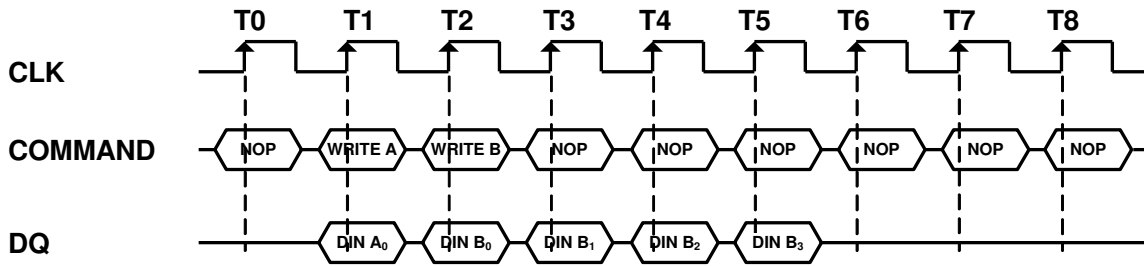 T0 T1 T2 T3 T4 T5 T6 T7 T8
CLK
COMMAND NOP WRITE A WRITE B NOP NOP NOP NOP NOP NOP
DQ DIN A₀ DIN B₀ DIN B₁ DIN B₂ DIN B₃